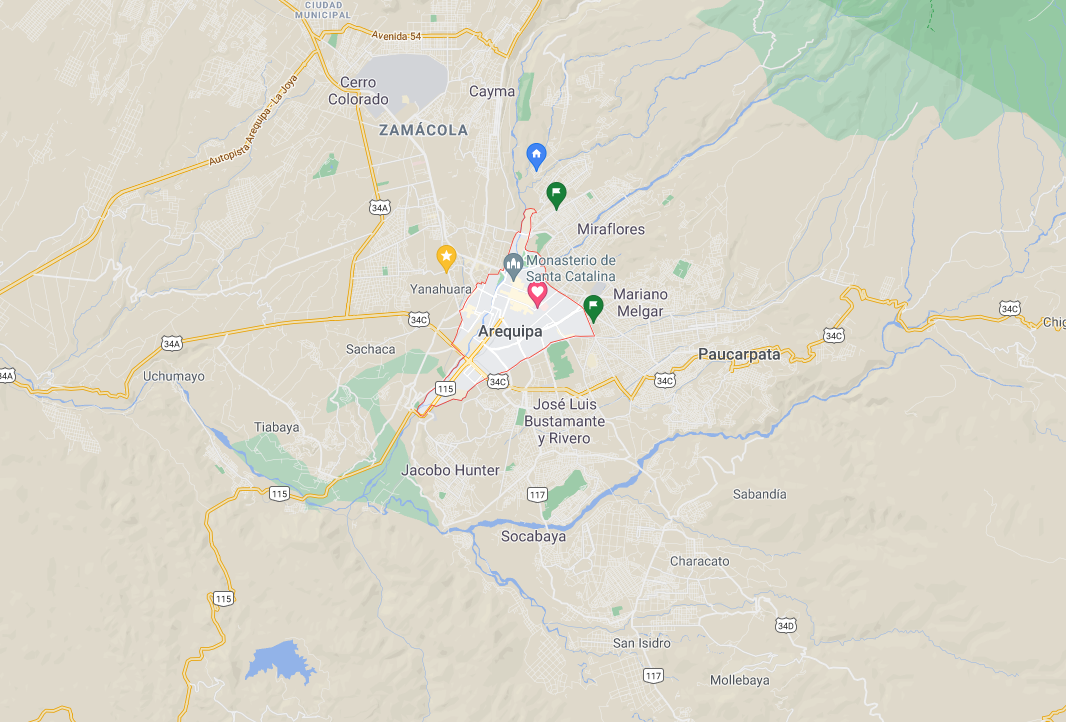 CIUDAD
MUNICIPAL
Avenida 54
Cerro
Colorado
Cayma
ZAMÁCOLA
Autopista Arequipa - La Joya
34A
Miraflores
Monasterio de
Santa Catalina
Yanahuara
Mariano
Melgar
34C
34C
Arequipa
34C
34A
Sachaca
Paucarpata
34A
Uchumayo
34C
34C
115
José Luis
Bustamante
y Rivero
Tiabaya
Jacobo Hunter
115
117
Sabandía
Socabaya
Characato
115
34D
San Isidro
117
Mollebaya